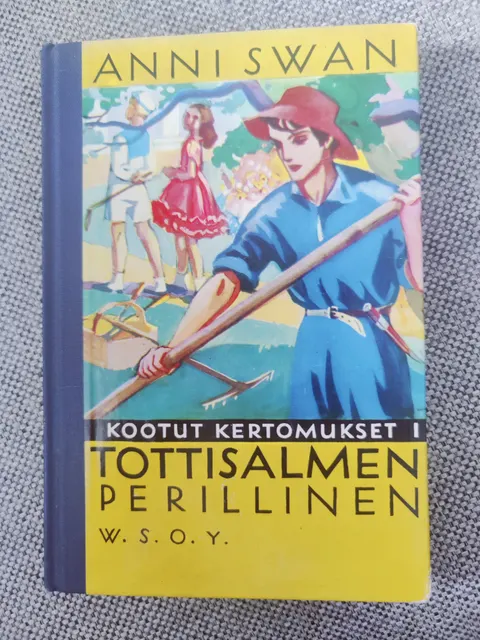 ANNI SWAN
KOOTUT KERTOMUKSET I
TOTTISALMEN
PERILLINEN
W. S. O. Y.